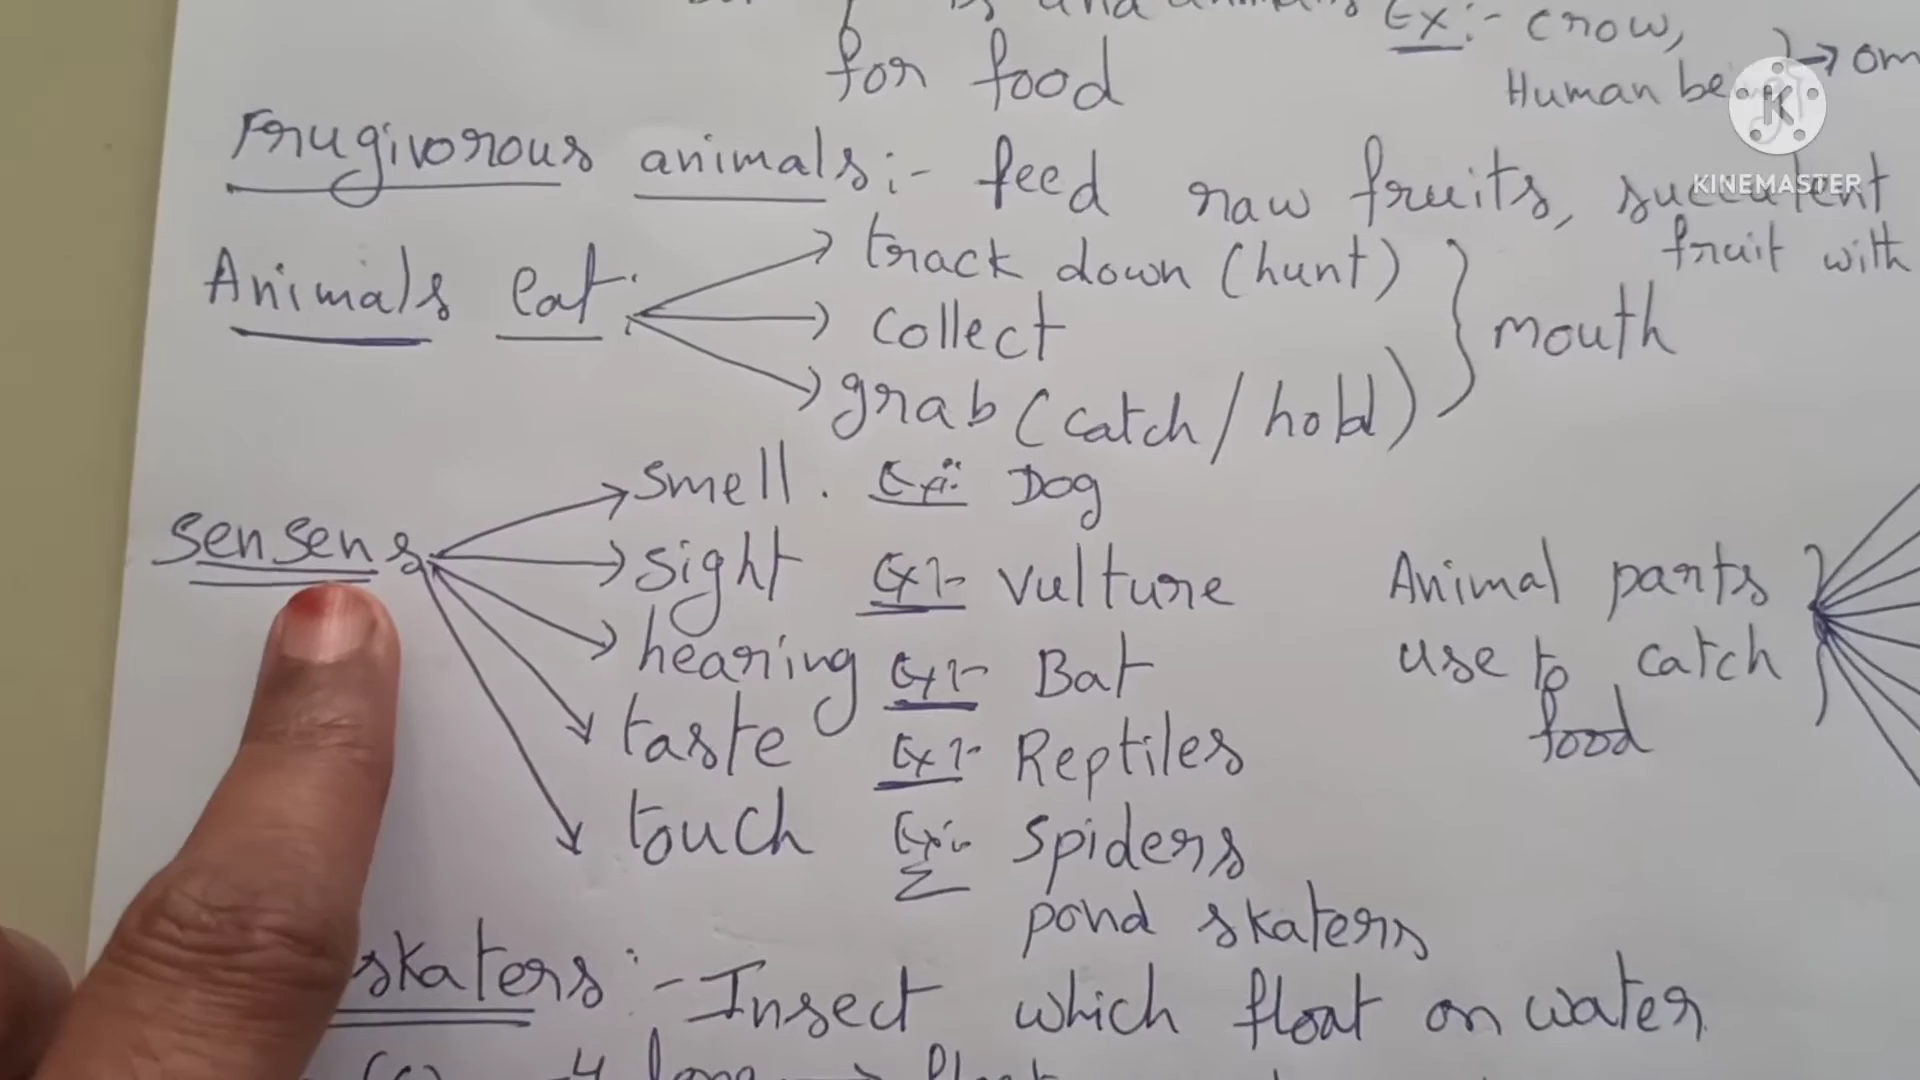 Ex:- Crow,
for food
Human be
Frugivorous animals:- feed raw fruits, succulent
fruit with
Animals eat:
track down (hunt)
collect
grab (catch/hold)
mouth
Sensens
smell. Ex:- Dog
sight Ex:- Vulture
hearing Ex:- Bat
taste Ex:- Reptiles
touch Ex:- Spiders
pond skaters
Animal parts
use to catch
food
skaters:- Insect which float on water
long
KINEMASTER